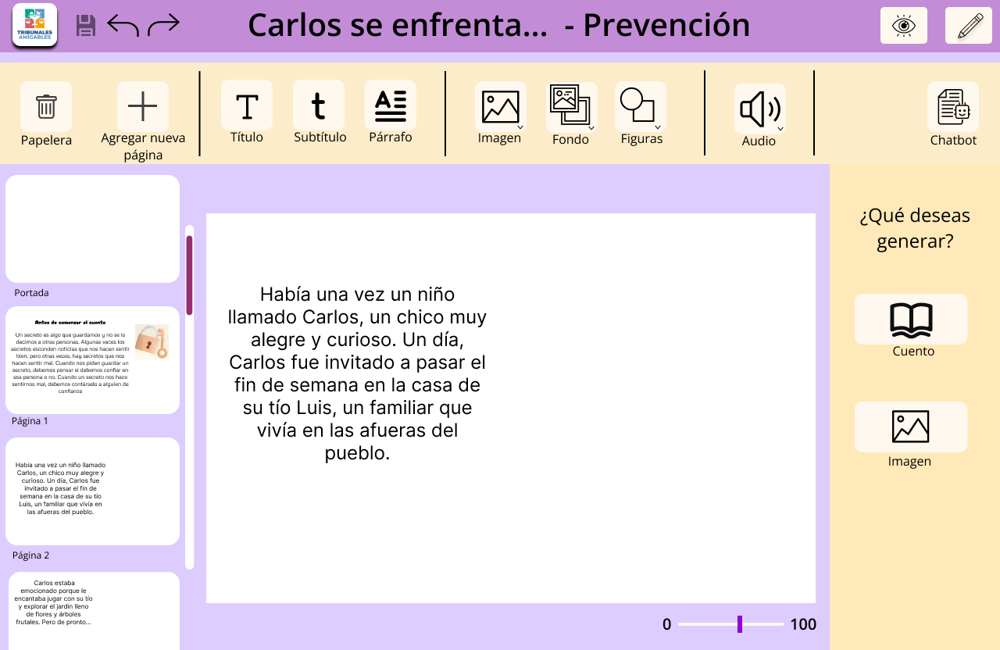 TRIBUNALES
AMIGABLES
Carlos se enfrenta... - Prevención
Papelera
Agregar nueva
página
Título
Subtítulo
Párrafo
Imagen
Fondo
Figuras
Audio
Chatbot
Portada
Antes de comenzar el cuento
Un secreto es algo que guardamos y no se lo
decimos a otras personas. Algunas veces los
secretos esconden noticias que nos hacen sentir
bien, pero otras veces, hay secretos que nos
hacen sentir mal. Cuando nos piden guardar un
secreto, debemos pensar si debemos confiar en
esa persona o no. Cuando un secreto nos hace
sentirnos mal, debemos contárselo a alguien de
confianza
Página 1
Había una vez un niño llamado
Carlos, un chico muy alegre y
curioso. Un día, Carlos fue
invitado a pasar el fin de
semana en la casa de su tío
Luis, un familiar que vivía en
las afueras del pueblo.
Página 2
Carlos estaba
emocionado porque le
encantaba jugar con su tío
y explorar el jardín lleno
de flores y árboles
frutales. Pero de pronto...
Había una vez un niño
llamado Carlos, un chico muy
alegre y curioso. Un día,
Carlos fue invitado a pasar el
fin de semana en la casa de
su tío Luis, un familiar que
vivía en las afueras del
pueblo.
0
100
¿Qué deseas
generar?
Cuento
Imagen